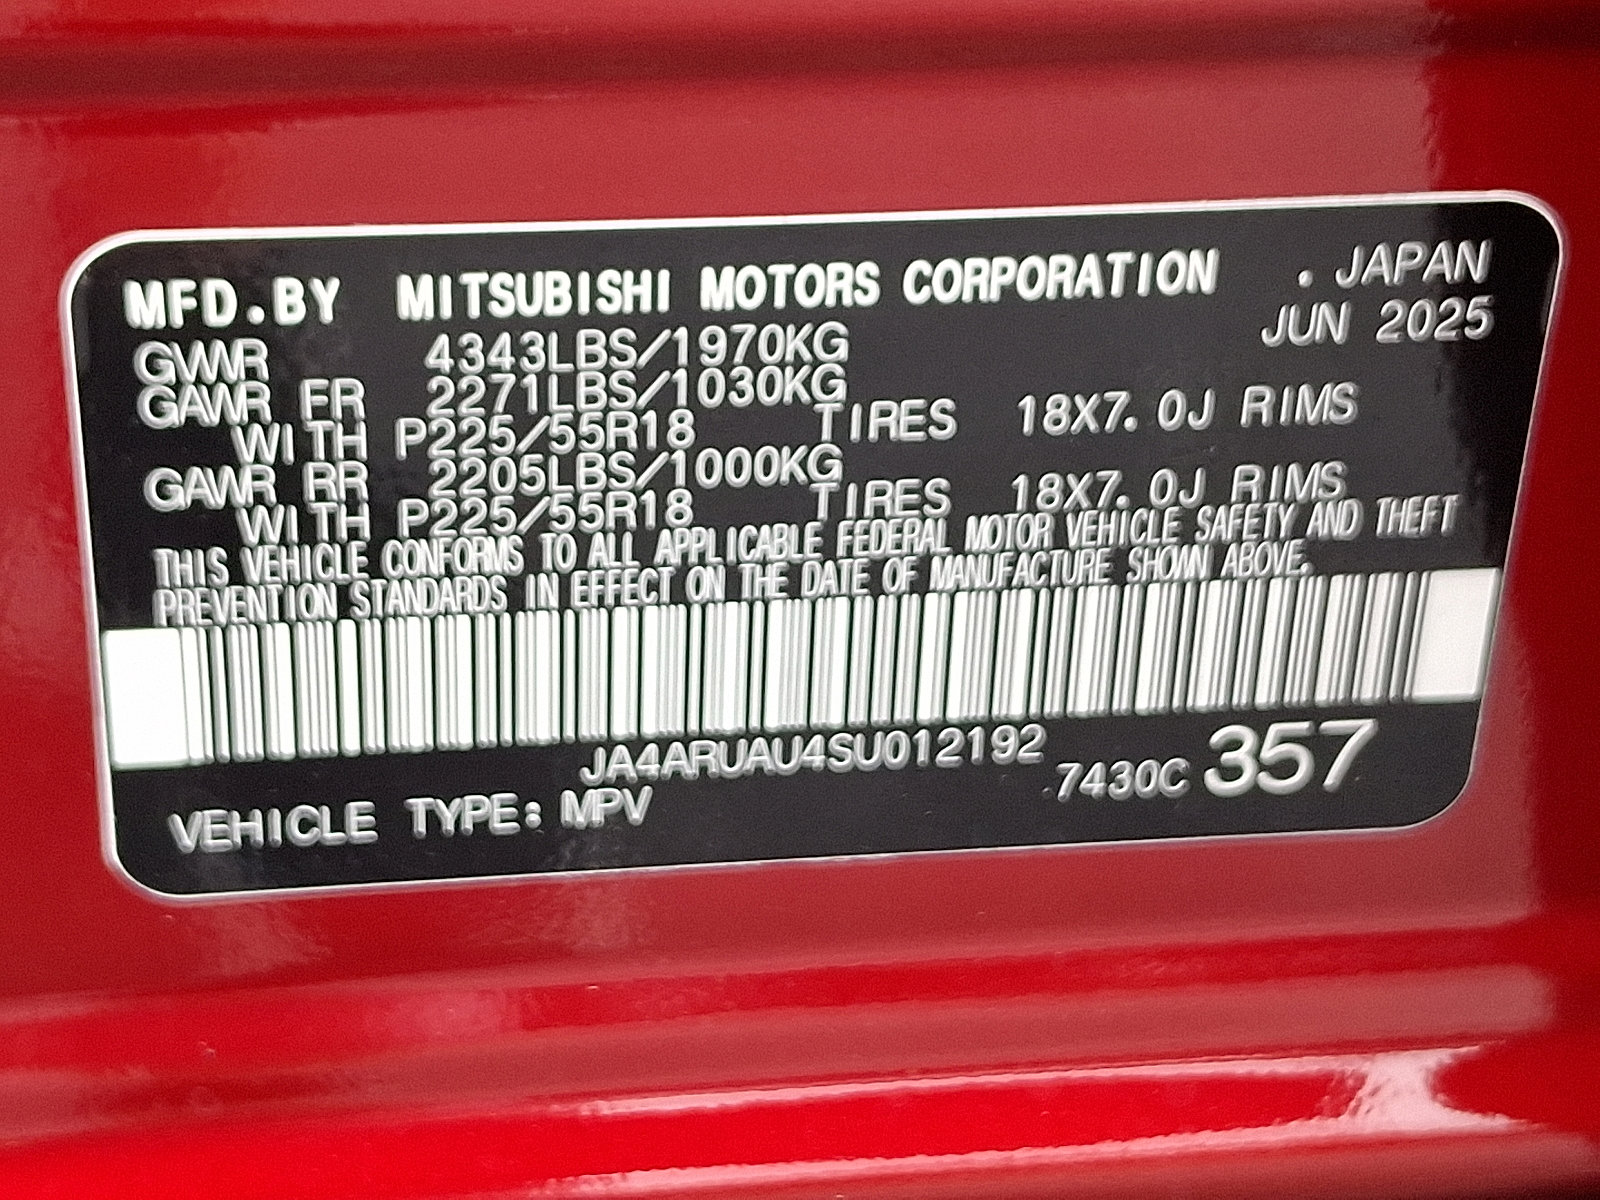 MFD.BY MITSUBISHI MOTORS CORPORATION . JAPAN
JUN 2025
GVWR 4343LBS/1970KG
GAWR FR 2271LBS/1030KG
WITH P225/55R18 TIRES 18X7.0J RIMS
GAWR RR 2205LBS/1000KG
WITH P225/55R18 TIRES 18X7.0J RIMS
THIS VEHICLE CONFORMS TO ALL APPLICABLE FEDERAL MOTOR VEHICLE SAFETY AND THEFT
PREVENTION STANDARDS IN EFFECT ON THE DATE OF MANUFACTURE SHOWN ABOVE.
JA4ARUAU4SU012192 7430C 357
VEHICLE TYPE: MPV